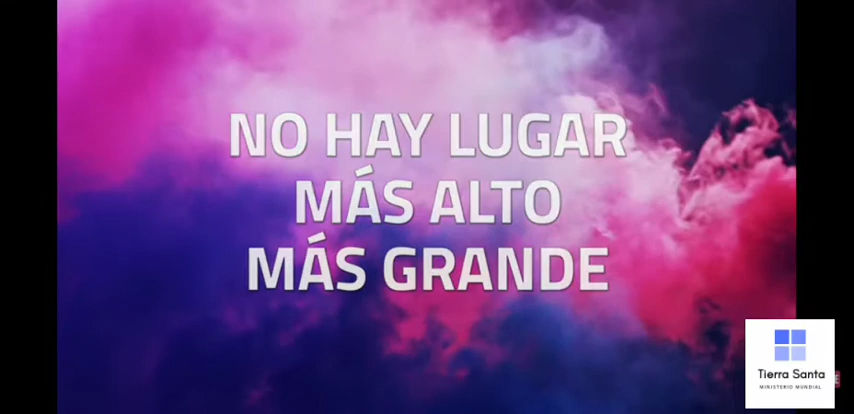 NO HAY LUGAR
MÁS ALTO
MÁS GRANDE
Tierra Santa
MINISTERIO MUNDIAL